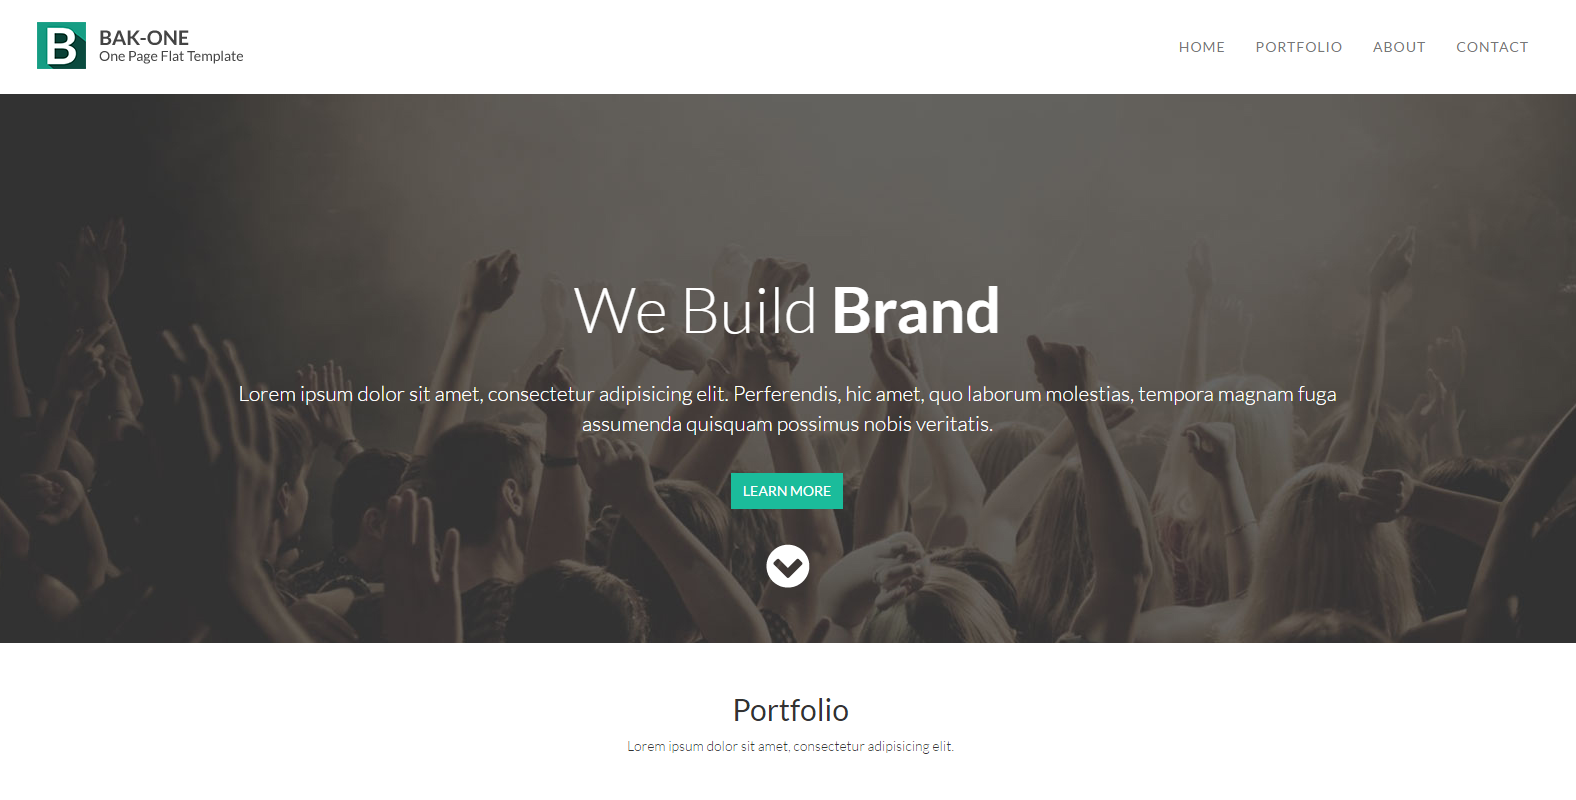 B
BAK-ONE
One Page Flat Template
HOME PORTFOLIO ABOUT CONTACT
We Build Brand
Lorem ipsum dolor sit amet, consectetur adipisicing elit. Perferendis, hic amet, quo laborum molestias, tempora magnam fuga
assumenda quisquam possimus nobis veritatis.
LEARN MORE
Portfolio
Lorem ipsum dolor sit amet, consectetur adipisicing elit.